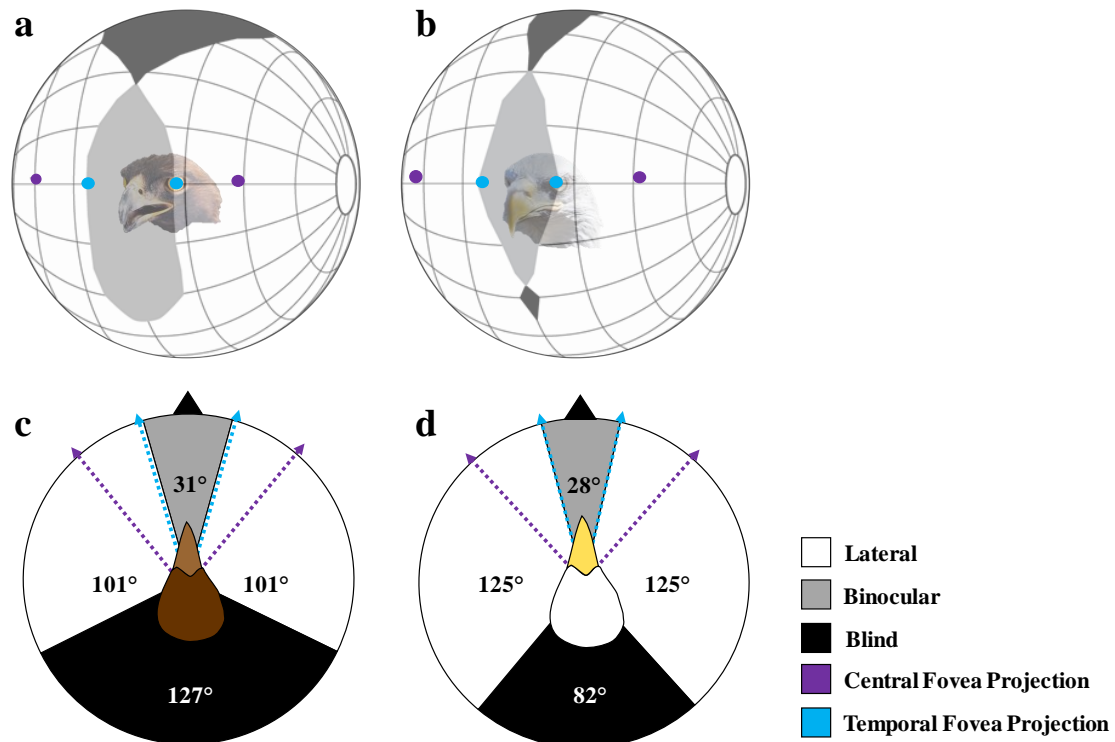 a
b
c
d
31°
101°
101°
127°
28°
125°
125°
82°
Lateral
Binocular
Blind
Central Fovea Projection
Temporal Fovea Projection